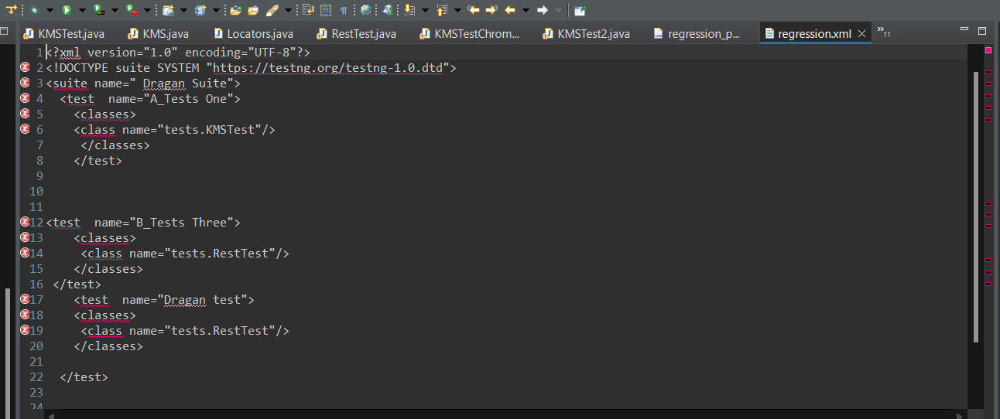 KMSTest.java KMS.java Locators.java RestTest.java KMSTestChrom... KMSTest2.java regression_p... regression.xml »11
1 <?xml version="1.0" encoding="UTF-8"?>
2 <!DOCTYPE suite SYSTEM "https://testng.org/testng-1.0.dtd">
3 <suite name=" Dragan Suite">
4 <test  name="A_Tests One">
5 <classes>
6 <class name="tests.KMSTest"/>
7 </classes>
8 </test>
9
10
11
12 <test  name="B_Tests Three">
13 <classes>
14 <class name="tests.RestTest"/>
15 </classes>
16 </test>
17 <test  name="Dragan test">
18 <classes>
19 <class name="tests.RestTest"/>
20 </classes>
21
22 </test>
23
24